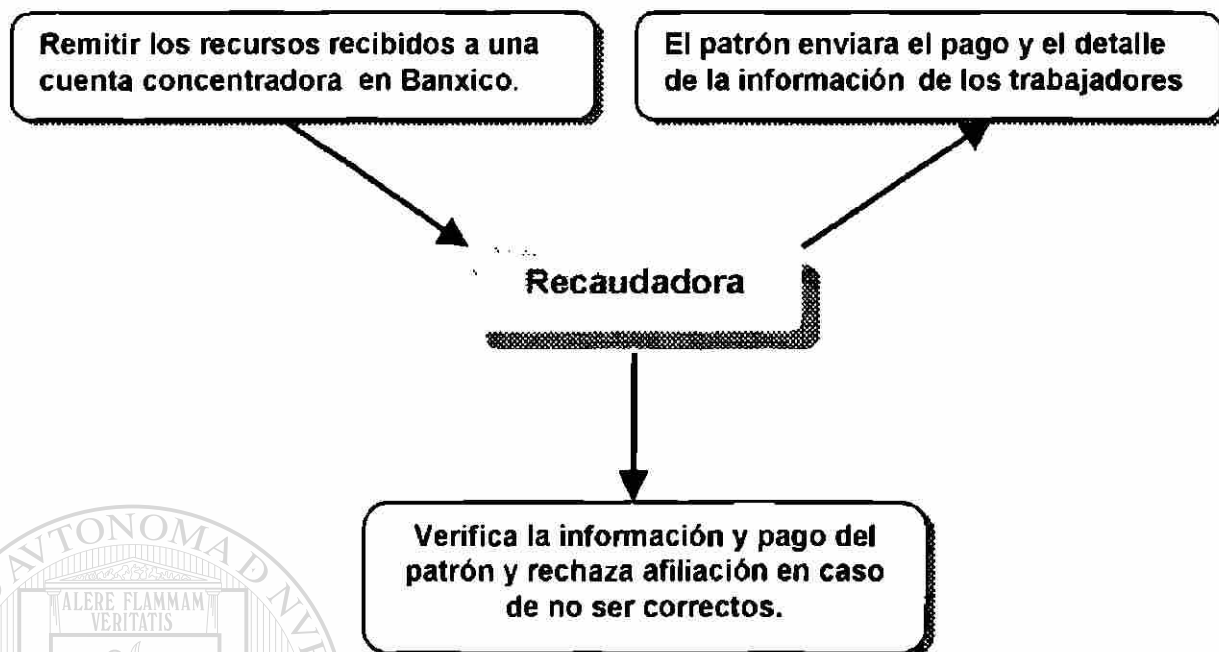 Remitir los recursos recibidos a una
cuenta concentradora en Banxico.
El patrón enviara el pago y el detalle
de la información de los trabajadores
Recaudadora
Verifica la información y pago del
patrón y rechaza afiliación en caso
de no ser correctos.
AVTONOMA D NVE
ALERE FLAMMAM
VERITATIS